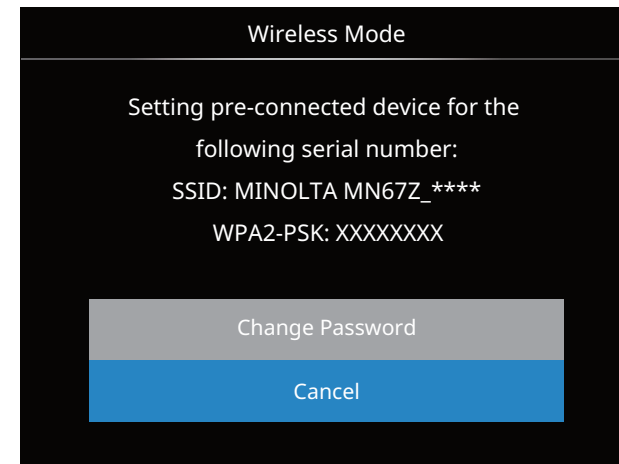 Wireless Mode
Setting pre-connected device for the
following serial number:
SSID: MINOLTA MN67Z_****
WPA2-PSK: XXXXXXXX
Change Password
Cancel